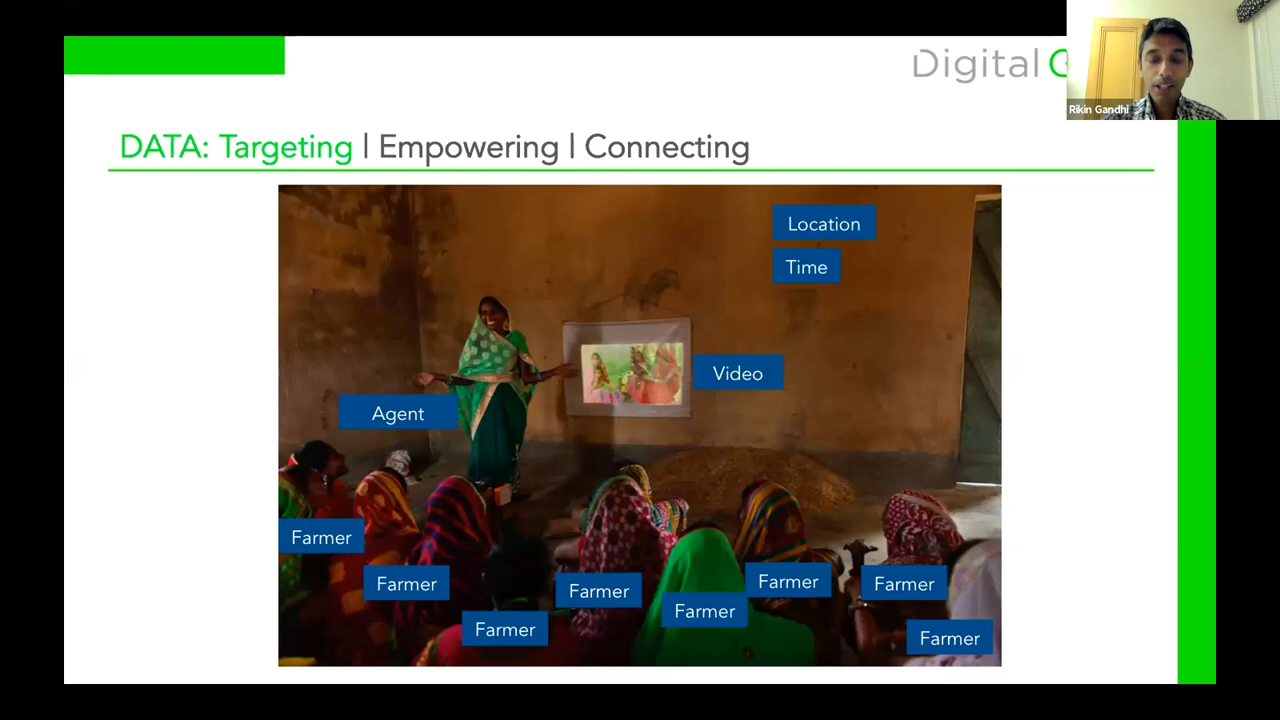 Digital G
Rikin Gandhi
DATA: Targeting | Empowering | Connecting
Location
Time
Video
Agent
Farmer
Farmer
Farmer
Farmer
Farmer
Farmer
Farmer
Farmer